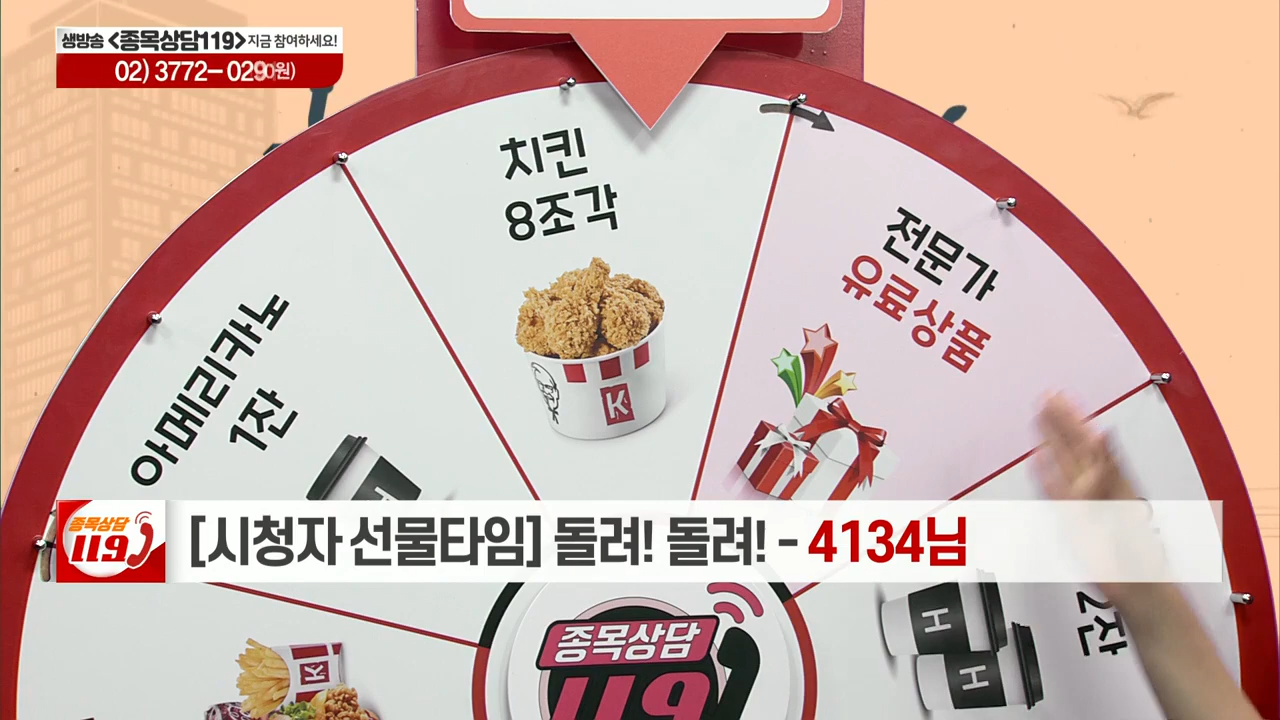 생방송 <종목상담119> 지금 참여하세요!
02) 3772-029
원)
치킨
8조각
전문가
유료상품
아메리카노
1잔
K
H
[시청자 선물타임] 돌려! 돌려! - 4134님
종목상담
119
2잔
H
H
K
종목상담
119